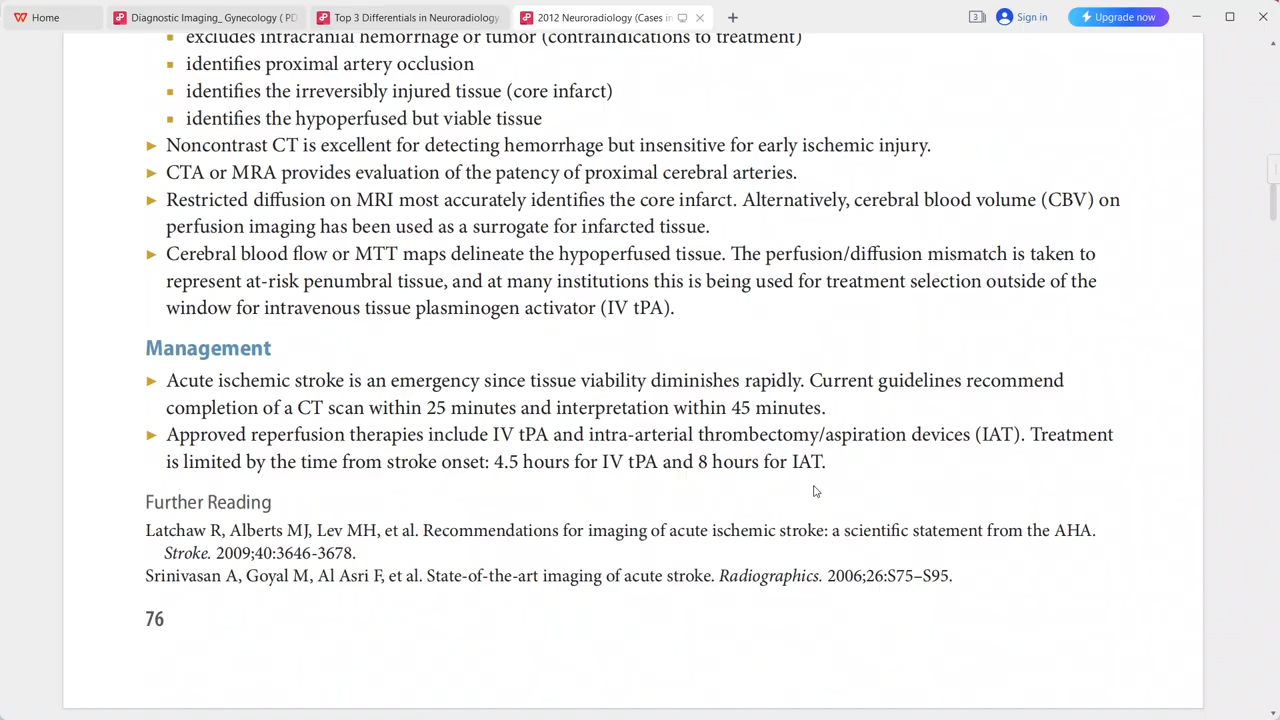 Home
Diagnostic Imaging_ Gynecology ( PD
Top 3 Differentials in Neuroradiology
2012 Neuroradiology (Cases in
3
Sign in
Upgrade now
excludes intracranial hemorrhage or tumor (contraindications to treatment)
identifies proximal artery occlusion
identifies the irreversibly injured tissue (core infarct)
identifies the hypoperfused but viable tissue
Noncontrast CT is excellent for detecting hemorrhage but insensitive for early ischemic injury.
CTA or MRA provides evaluation of the patency of proximal cerebral arteries.
Restricted diffusion on MRI most accurately identifies the core infarct. Alternatively, cerebral blood volume (CBV) on
perfusion imaging has been used as a surrogate for infarcted tissue.
Cerebral blood flow or MTT maps delineate the hypoperfused tissue. The perfusion/diffusion mismatch is taken to
represent at-risk penumbral tissue, and at many institutions this is being used for treatment selection outside of the
window for intravenous tissue plasminogen activator (IV tPA).
Management
Acute ischemic stroke is an emergency since tissue viability diminishes rapidly. Current guidelines recommend
completion of a CT scan within 25 minutes and interpretation within 45 minutes.
Approved reperfusion therapies include IV tPA and intra-arterial thrombectomy/aspiration devices (IAT). Treatment
is limited by the time from stroke onset: 4.5 hours for IV tPA and 8 hours for IAT.
Further Reading
Latchaw R, Alberts MJ, Lev MH, et al. Recommendations for imaging of acute ischemic stroke: a scientific statement from the AHA.
Stroke. 2009;40:3646-3678.
Srinivasan A, Goyal M, Al Asri F, et al. State-of-the-art imaging of acute stroke. Radiographics. 2006;26:S75–S95.
76